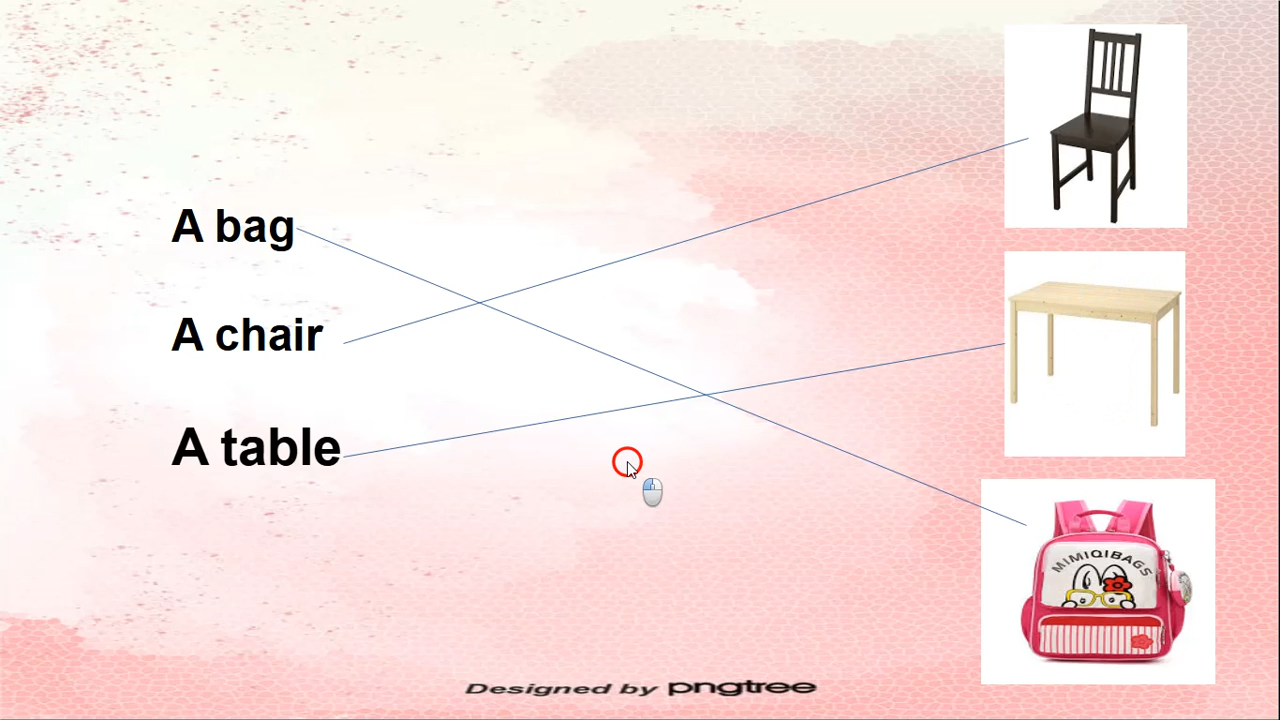 A bag
A chair
A table
MIMIQIBAGS
Designed by pngtree